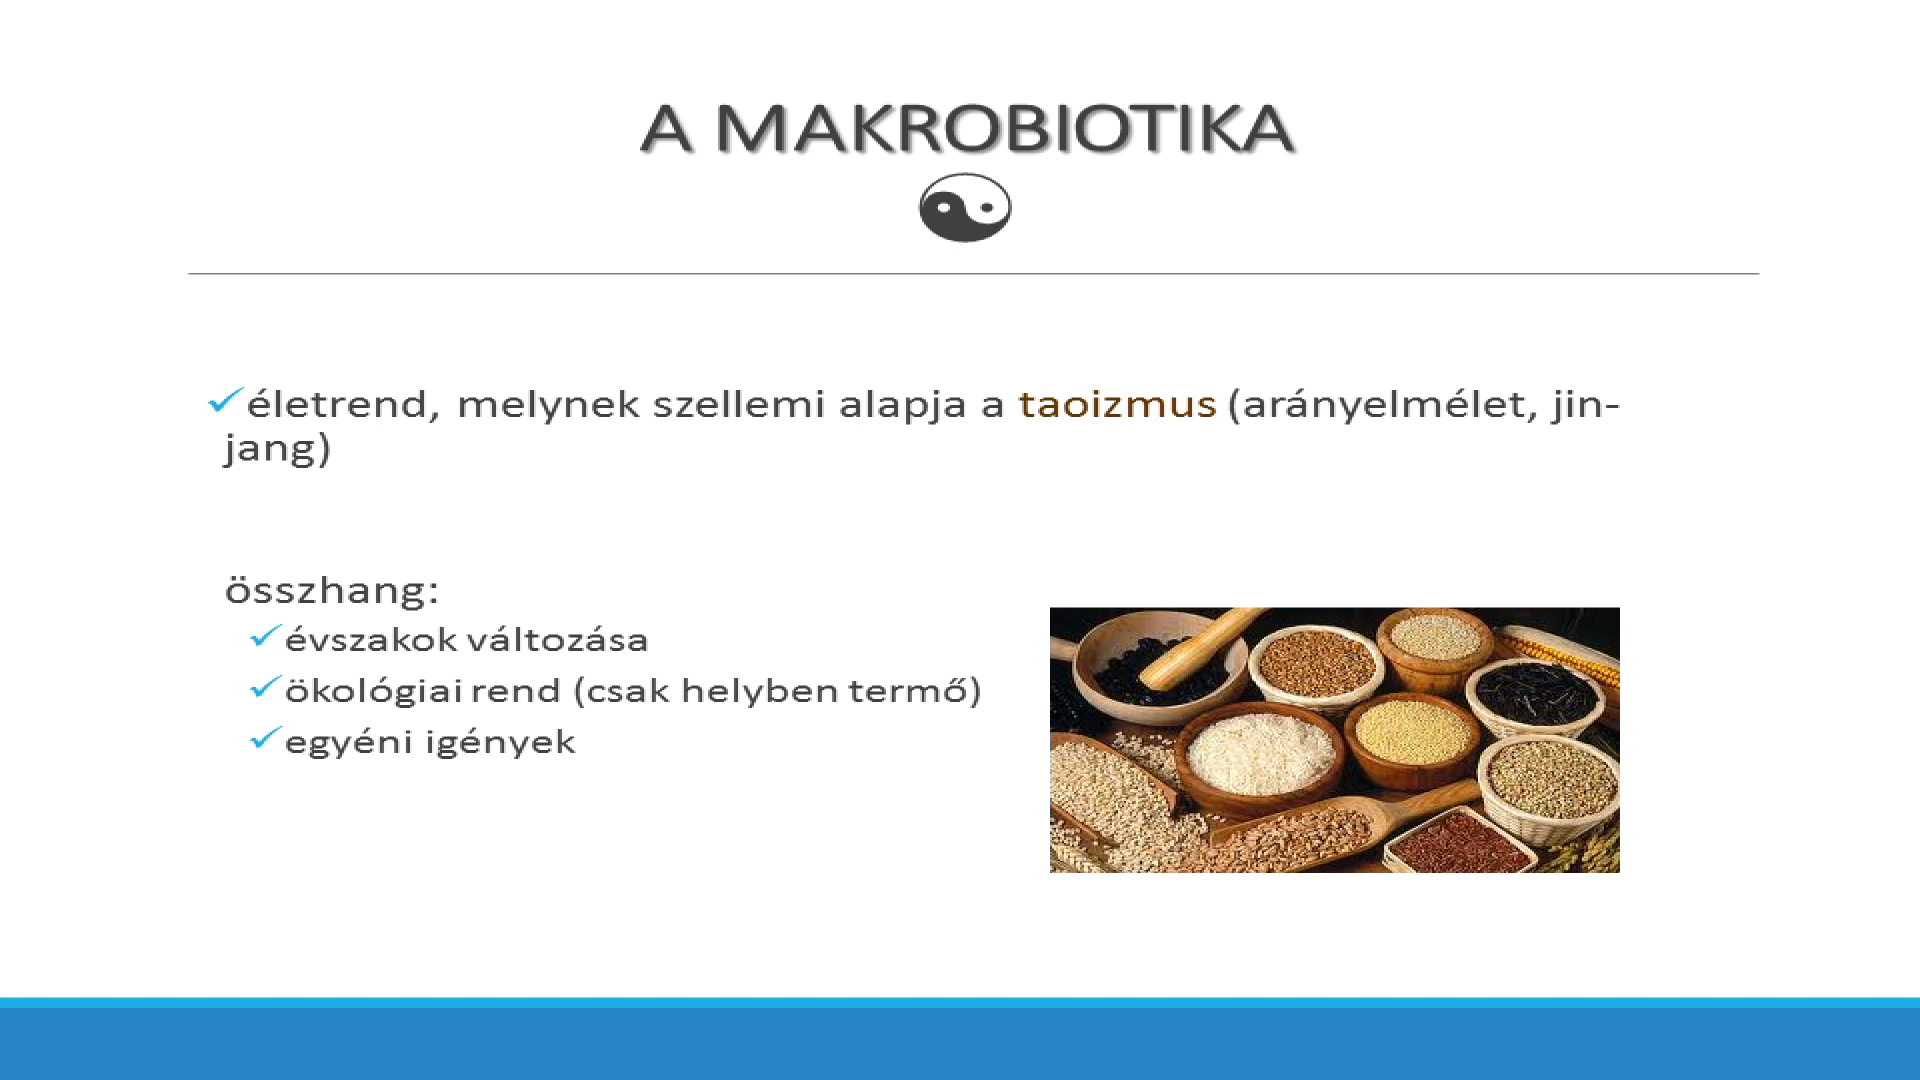 A MAKROBIOTIKA
☯
✓életrend, melynek szellemi alapja a taoizmus (arányelmélet, jin-
jang)
összhang:
✓évszakok változása
✓ökológiai rend (csak helyben termő)
✓egyéni igények